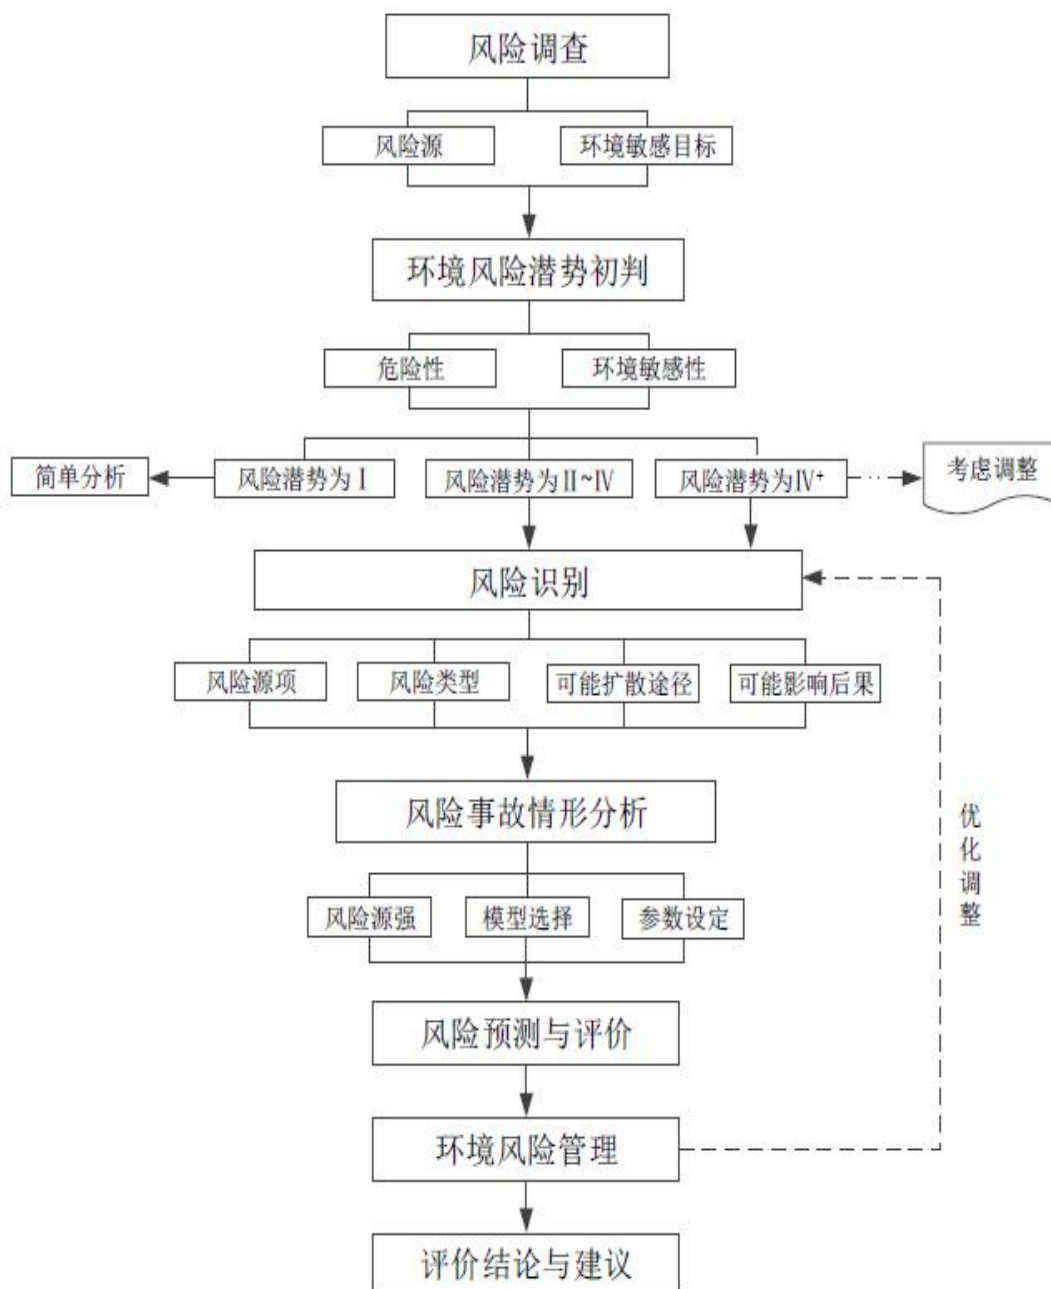 风险调查
风险源
环境敏感目标
环境风险潜势初判
危险性
环境敏感性
简单分析
风险潜势为Ⅰ
风险潜势为Ⅱ~Ⅳ
风险潜势为Ⅳ+
考虑调整
风险识别
风险源项
风险类型
可能扩散途径
可能影响后果
风险事故情形分析
优化调整
风险源强
模型选择
参数设定
风险预测与评价
环境风险管理
评价结论与建议